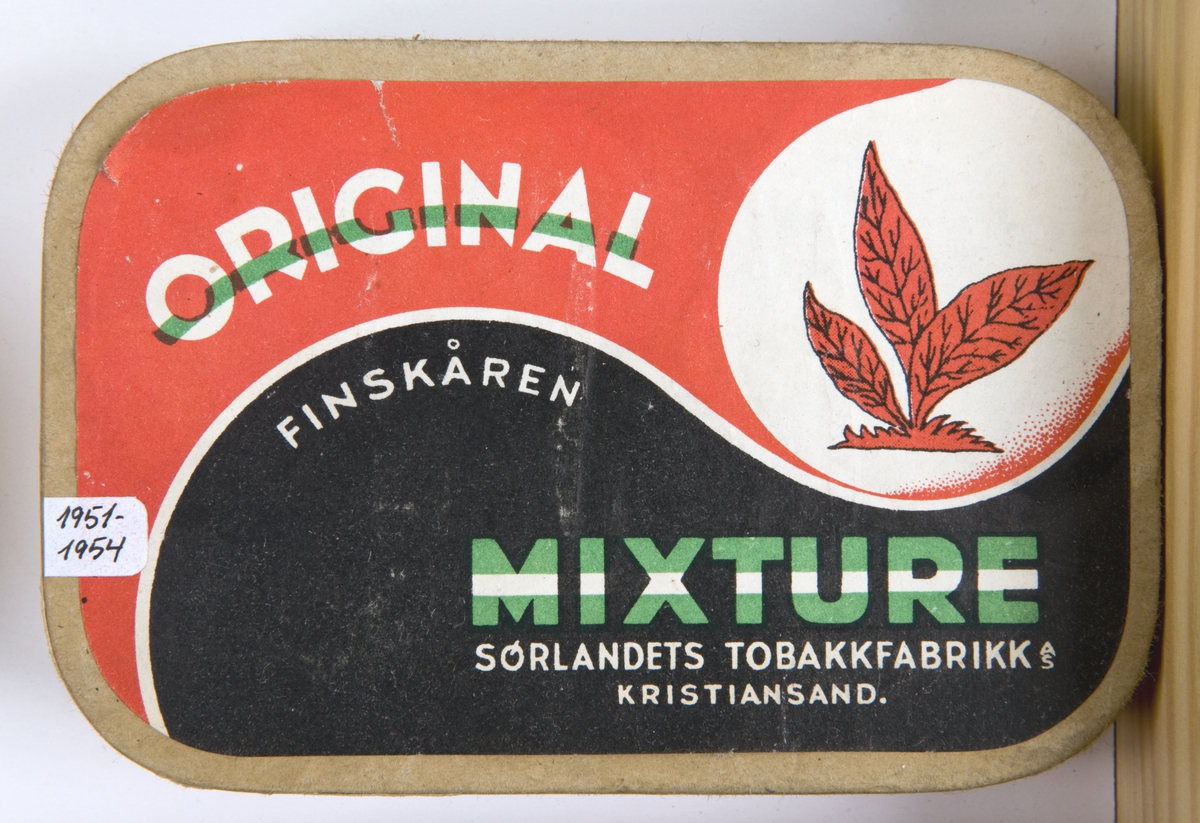 ORIGINAL
FINSKÅREN
1951-
1954
MIXTURE
SØRLANDETS TOBAKKFABRIKK A/S
KRISTIANSAND.